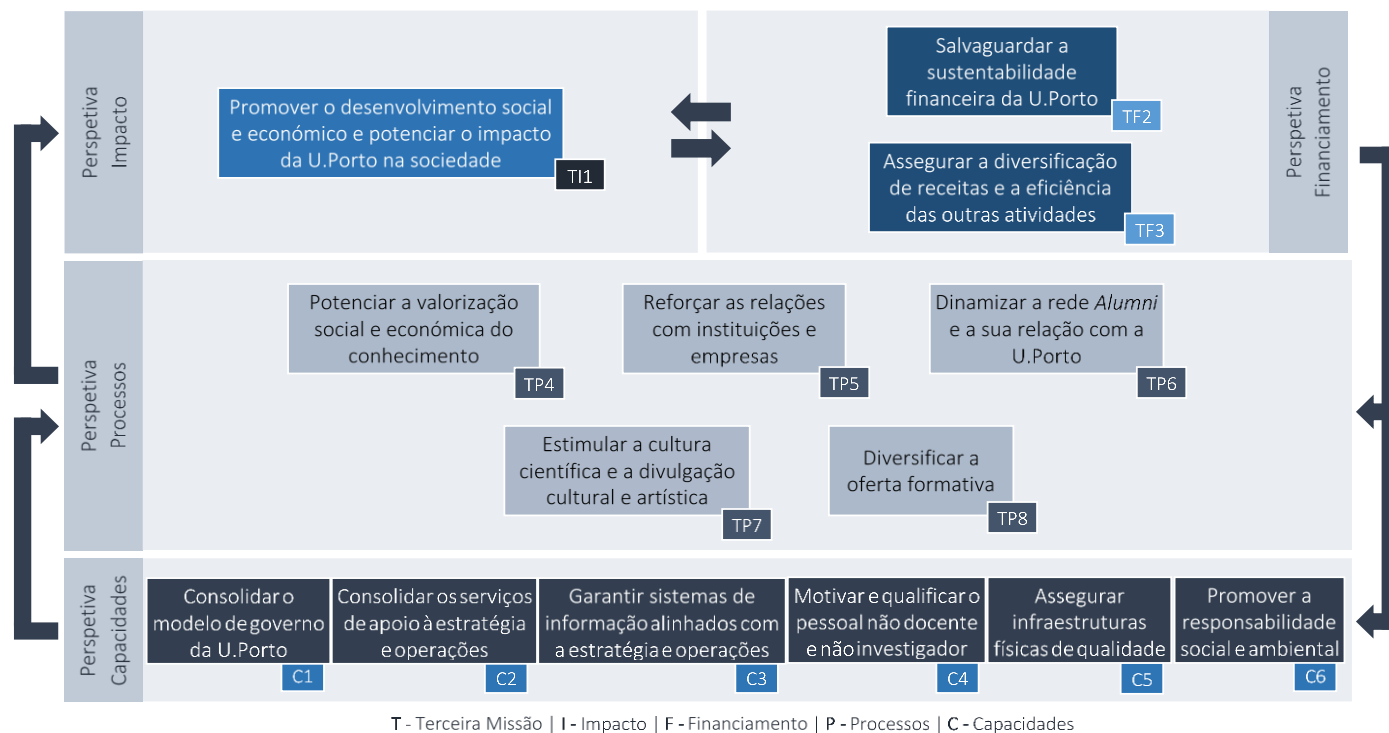 Perspetiva
Impacto
Promover o desenvolvimento social
e económico e potenciar o impacto
da U.Porto na sociedade
TI1
Salvaguardar a
sustentabilidade
financeira da U.Porto
TF2
Assegurar a diversificação
de receitas e a eficiência
das outras atividades
TF3
Perspetiva
Financiamento
Perspetiva
Processos
Potenciar a valorização
social e económica do
conhecimento
TP4
Reforçar as relações
com instituições e
empresas
TP5
Dinamizar a rede Alumni
e a sua relação com a
U.Porto
TP6
Estimular a cultura
científica e a divulgação
cultural e artística
TP7
Diversificar a
oferta formativa
TP8
Perspetiva
Capacidades
Consolidar o
modelo de governo
da U.Porto
C1
Consolidar os serviços
de apoio à estratégia
e operações
C2
Garantir sistemas de
informação alinhados com
a estratégia e operações
C3
Motivar e qualificar o
pessoal não docente
e não investigador
C4
Assegurar
infraestruturas
físicas de qualidade
C5
Promover a
responsabilidade
social e ambiental
C6
T - Terceira Missão | I - Impacto | F - Financiamento | P - Processos | C - Capacidades